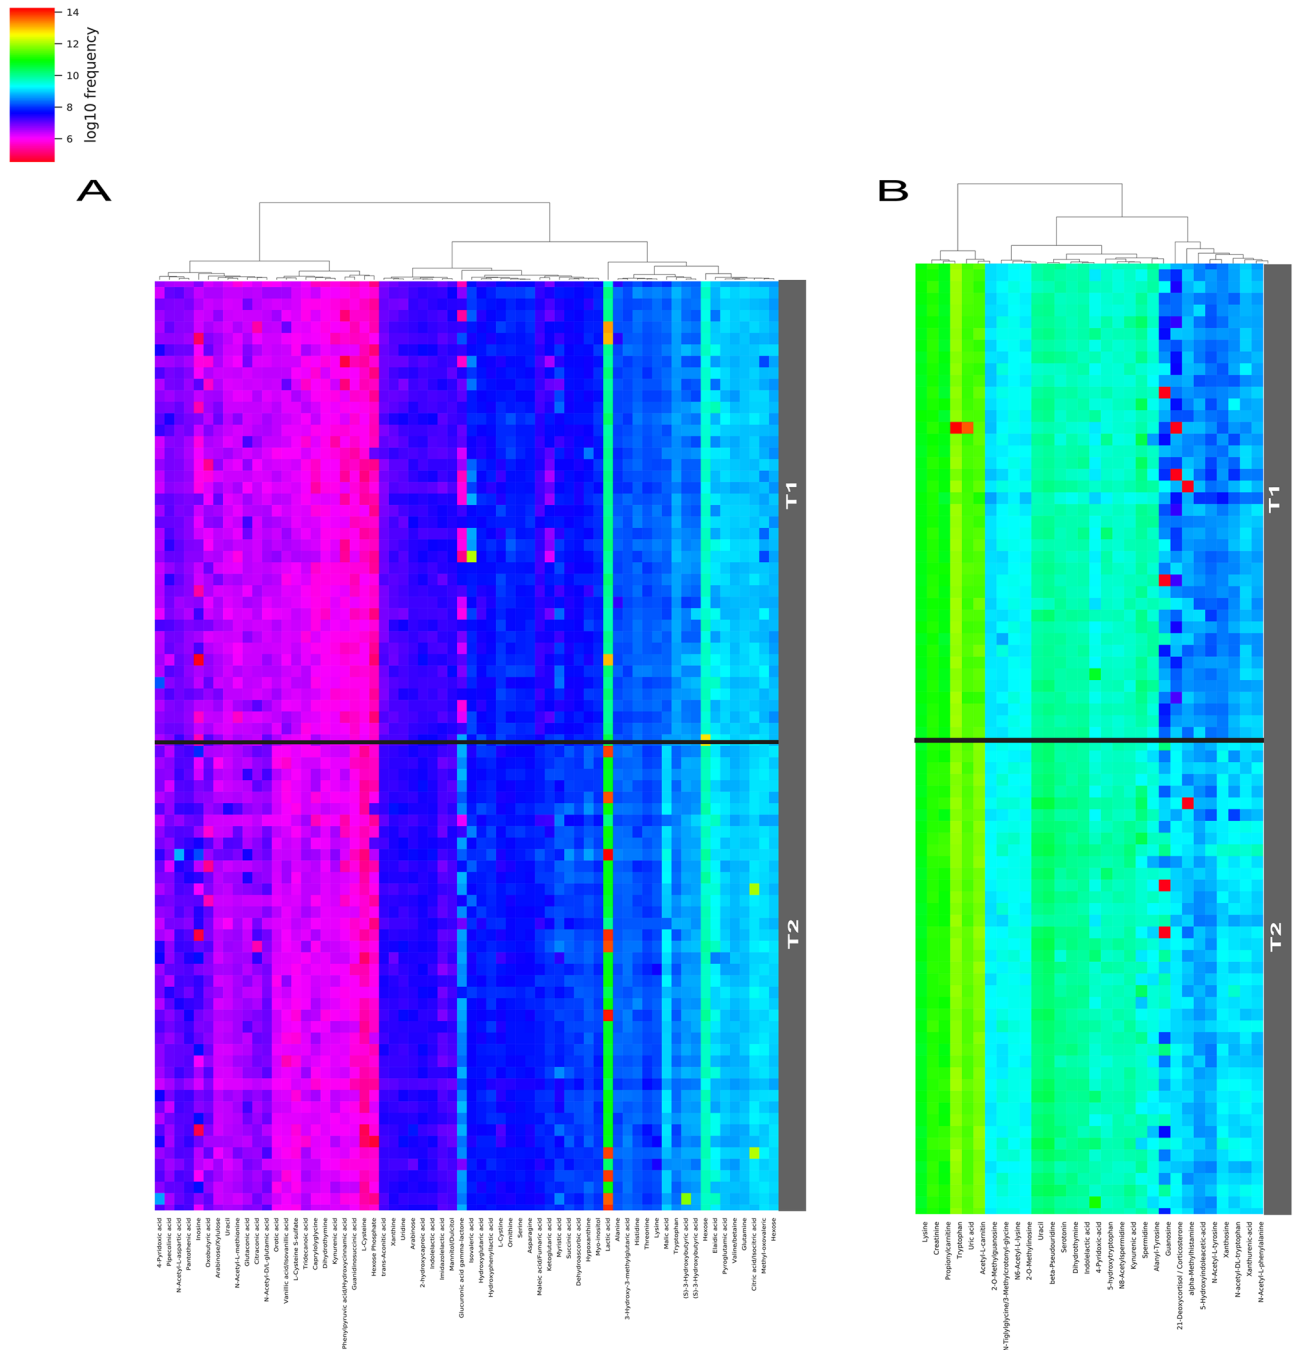 14
12
10
8
6
log10 frequency
A
B
T1
T2
T1
T2
4-Pyridoxic acid
Pipecolinic acid
N-Acetyl-L-aspartic acid
Pantothenic acid
Inosine
Oxobutyric acid
Arabinose/Xylulose
Uracil
N-Acetyl-L-methionine
Glutaconic acid
Citraconic acid
N-Acetyl-D/L-glutamic acid
Orotic acid
Vanillic acid/Isovanillic acid
L-Cysteine S-sulfate
Tridecanoic acid
Caprylolyglycine
Dihydrothymine
Kynurenic acid
Phenylpyruvic acid/Hydroxycinnamic acid
Guanidinosuccinic acid
L-Cysteine
Hexose Phosphate
trans-Aconitic acid
Xanthine
Uridine
Arabinose
2-hydroxycaproic acid
Indolelactic acid
Imidazolelactic acid
Mannitol/Dulcitol
Glucuronic acid gamma-lactone
Isovaleric acid
Hydroxyglutaric acid
Hydroxyphenyllactic acid
L-Cystine
Ornithine
Serine
Asparagine
Maleic acid/Fumaric acid
Ketoglutaric acid
Myristic acid
Succinic acid
Dehydroascorbic acid
Hypoxanthine
Myo-inositol
Lactic acid
Alanine
3-Hydroxy-3-methylglutaric acid
Histidine
Threonine
Lysine
Malic acid
Tryptophan
(S)-3-Hydroxybutyric acid
(S)-3-Hydroxybutyric acid
Hexose
Elaidic acid
Pyroglutamic acid
Valine/betaine
Glutamine
Citric acid/Isocitric acid
Methyl-oxovaleric
Hexose
Lysine
Creatinine
Propionylcarnitine
Tryptophan
Uric acid
Acetyl-L-carnitin
2-O-Methylguanosine
N-Tiglylglycine/3-Methylcrotonyl-glycine
N6-Acetyl-L-lysine
2-O-Methylinosine
Uracil
beta-Pseudouridine
Dihydrothymine
Serotonin
Indolelactic acid
4-Pyridoxic-acid
5-hydroxytryptophan
N8-Acetylspermidine
Kynurenic acid
Spermidine
Alanyl-Tyrosine
Guanosine
21-Deoxycortisol / Corticosterone
alpha-Methylhistamine
5-Hydroxyindoleacetic-acid
N-Acetyl-L-tyrosine
Xanthosine
N-acetyl-DL-tryptophan
Xanthurenic-acid
N-Acetyl-L-phenylalanine